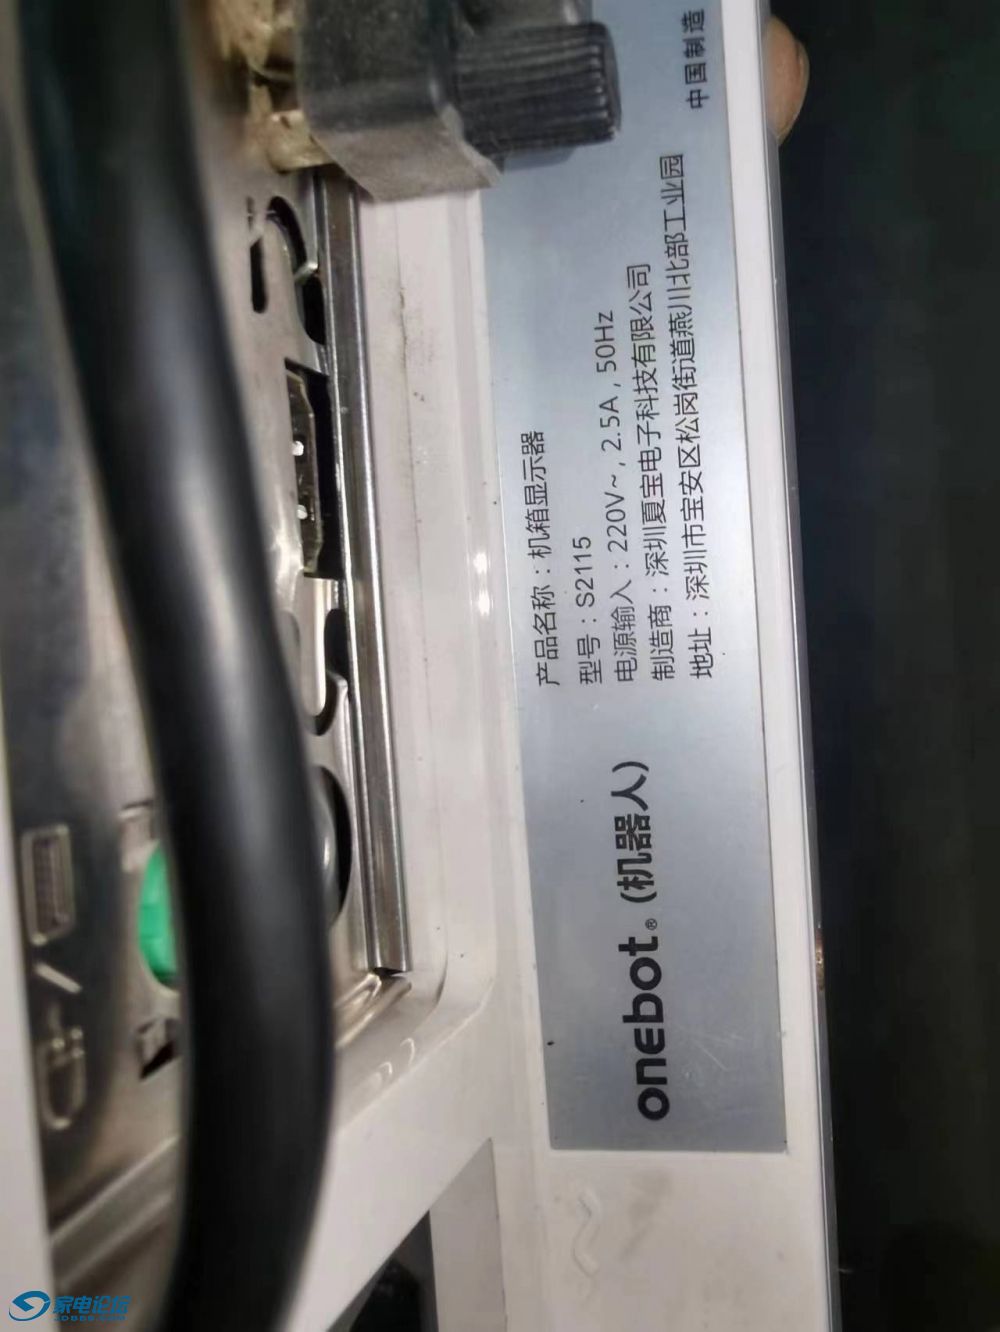 onebot® (机器人)
产品名称：机箱显示器
型号：S2115
电源输入：220V~, 2.5A, 50Hz
制造商：深圳夏宝电子科技有限公司
地址：深圳市宝安区松岗街道燕川北部工业园
中国制造
家电论坛
JDBBS.COM